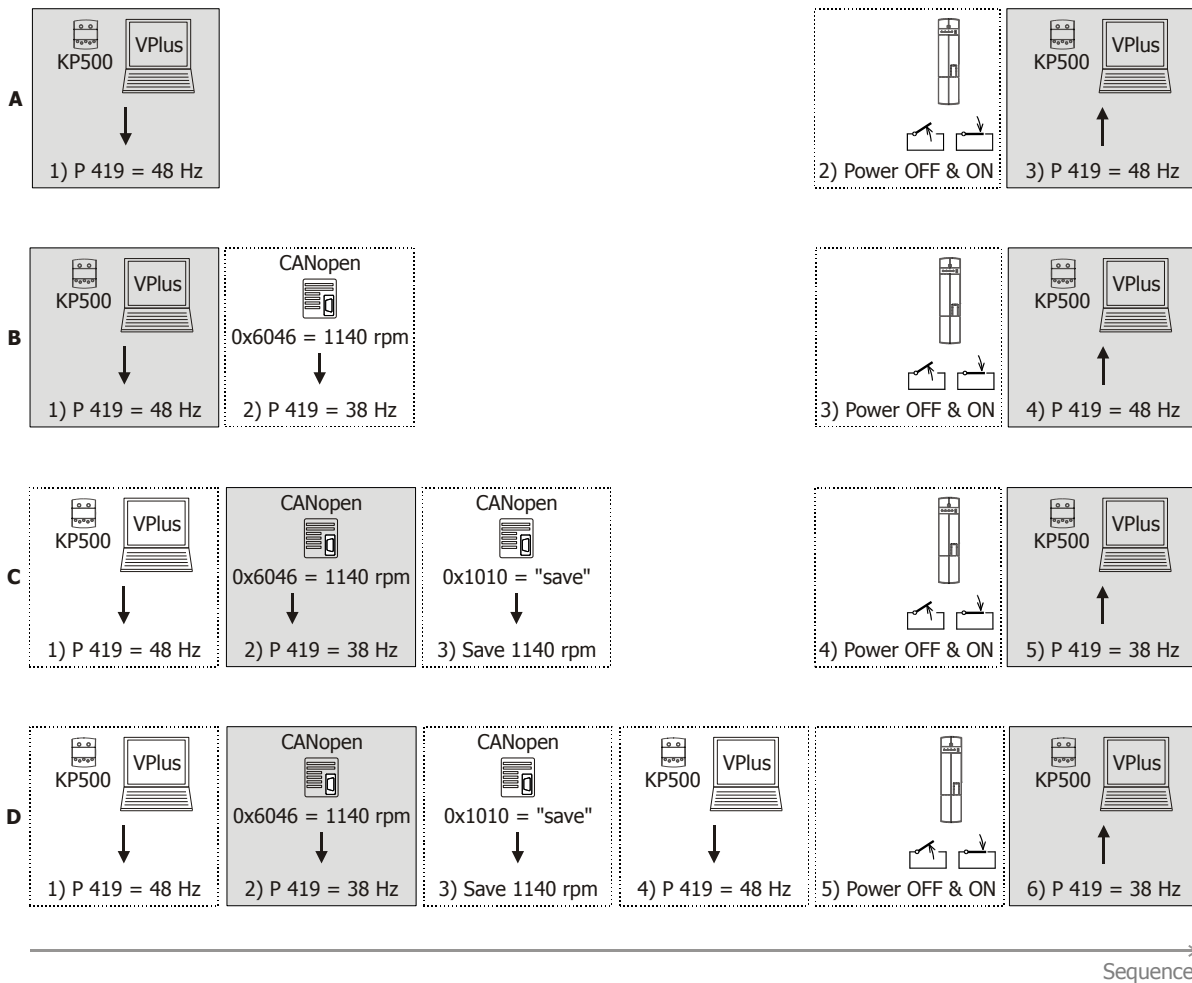 A
KP500
VPlus
1) P 419 = 48 Hz
2) Power OFF & ON
KP500
VPlus
3) P 419 = 48 Hz
B
KP500
VPlus
1) P 419 = 48 Hz
CANopen
0x6046 = 1140 rpm
2) P 419 = 38 Hz
3) Power OFF & ON
KP500
VPlus
4) P 419 = 48 Hz
C
KP500
VPlus
1) P 419 = 48 Hz
CANopen
0x6046 = 1140 rpm
2) P 419 = 38 Hz
CANopen
0x1010 = "save"
3) Save 1140 rpm
4) Power OFF & ON
KP500
VPlus
5) P 419 = 38 Hz
D
KP500
VPlus
1) P 419 = 48 Hz
CANopen
0x6046 = 1140 rpm
2) P 419 = 38 Hz
CANopen
0x1010 = "save"
3) Save 1140 rpm
KP500
VPlus
4) P 419 = 48 Hz
5) Power OFF & ON
KP500
VPlus
6) P 419 = 38 Hz
Sequence